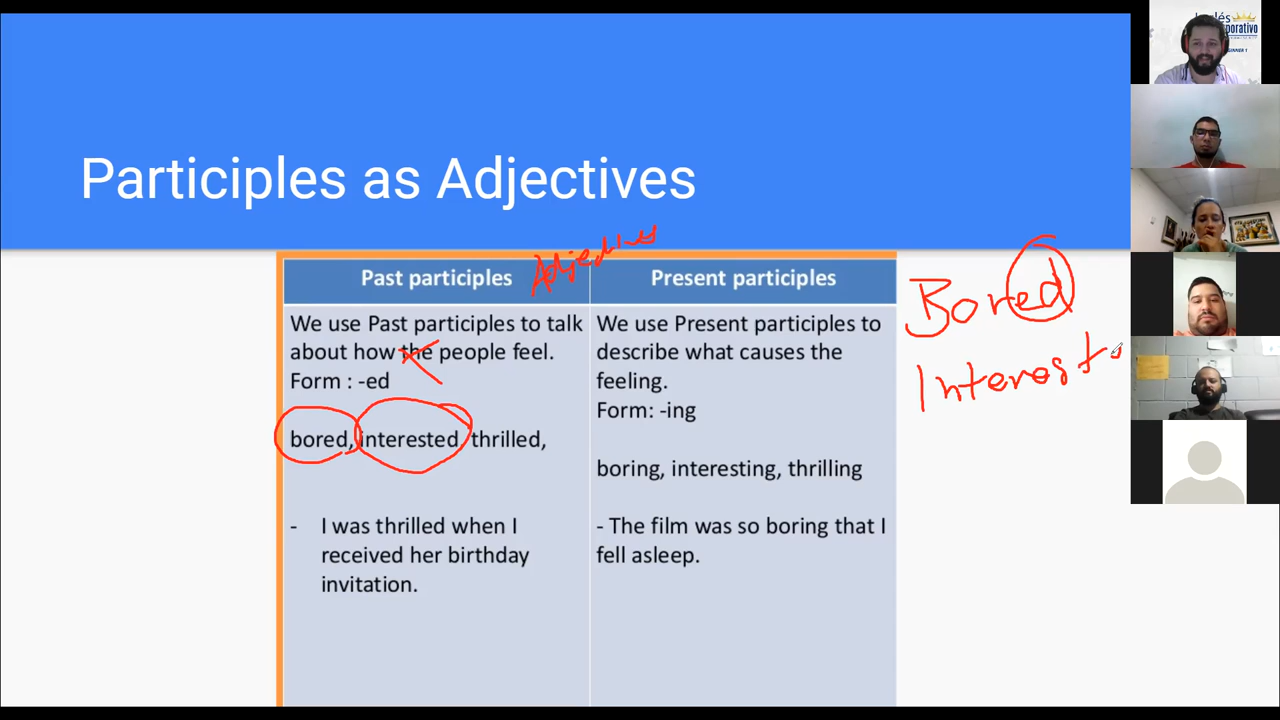 Participles as Adjectives
Adjectives
Past participles
We use Past participles to talk
about how the people feel.
Form : -ed
bored, interested, thrilled,
- I was thrilled when I
received her birthday
invitation.
Present participles
We use Present participles to
describe what causes the
feeling.
Form: -ing
boring, interesting, thrilling
- The film was so boring that I
fell asleep.
Bored
Interest